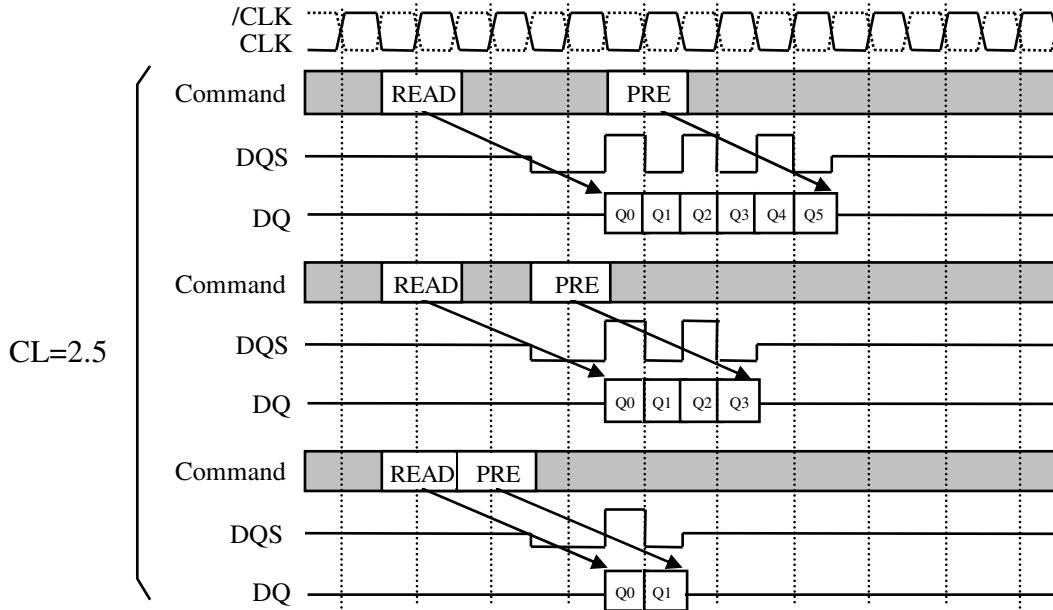 /CLK
CLK
Command READ PRE
DQS
DQ Q0 Q1 Q2 Q3 Q4 Q5
Command READ PRE
CL=2.5
DQS
DQ Q0 Q1 Q2 Q3
Command READ PRE
DQS
DQ Q0 Q1